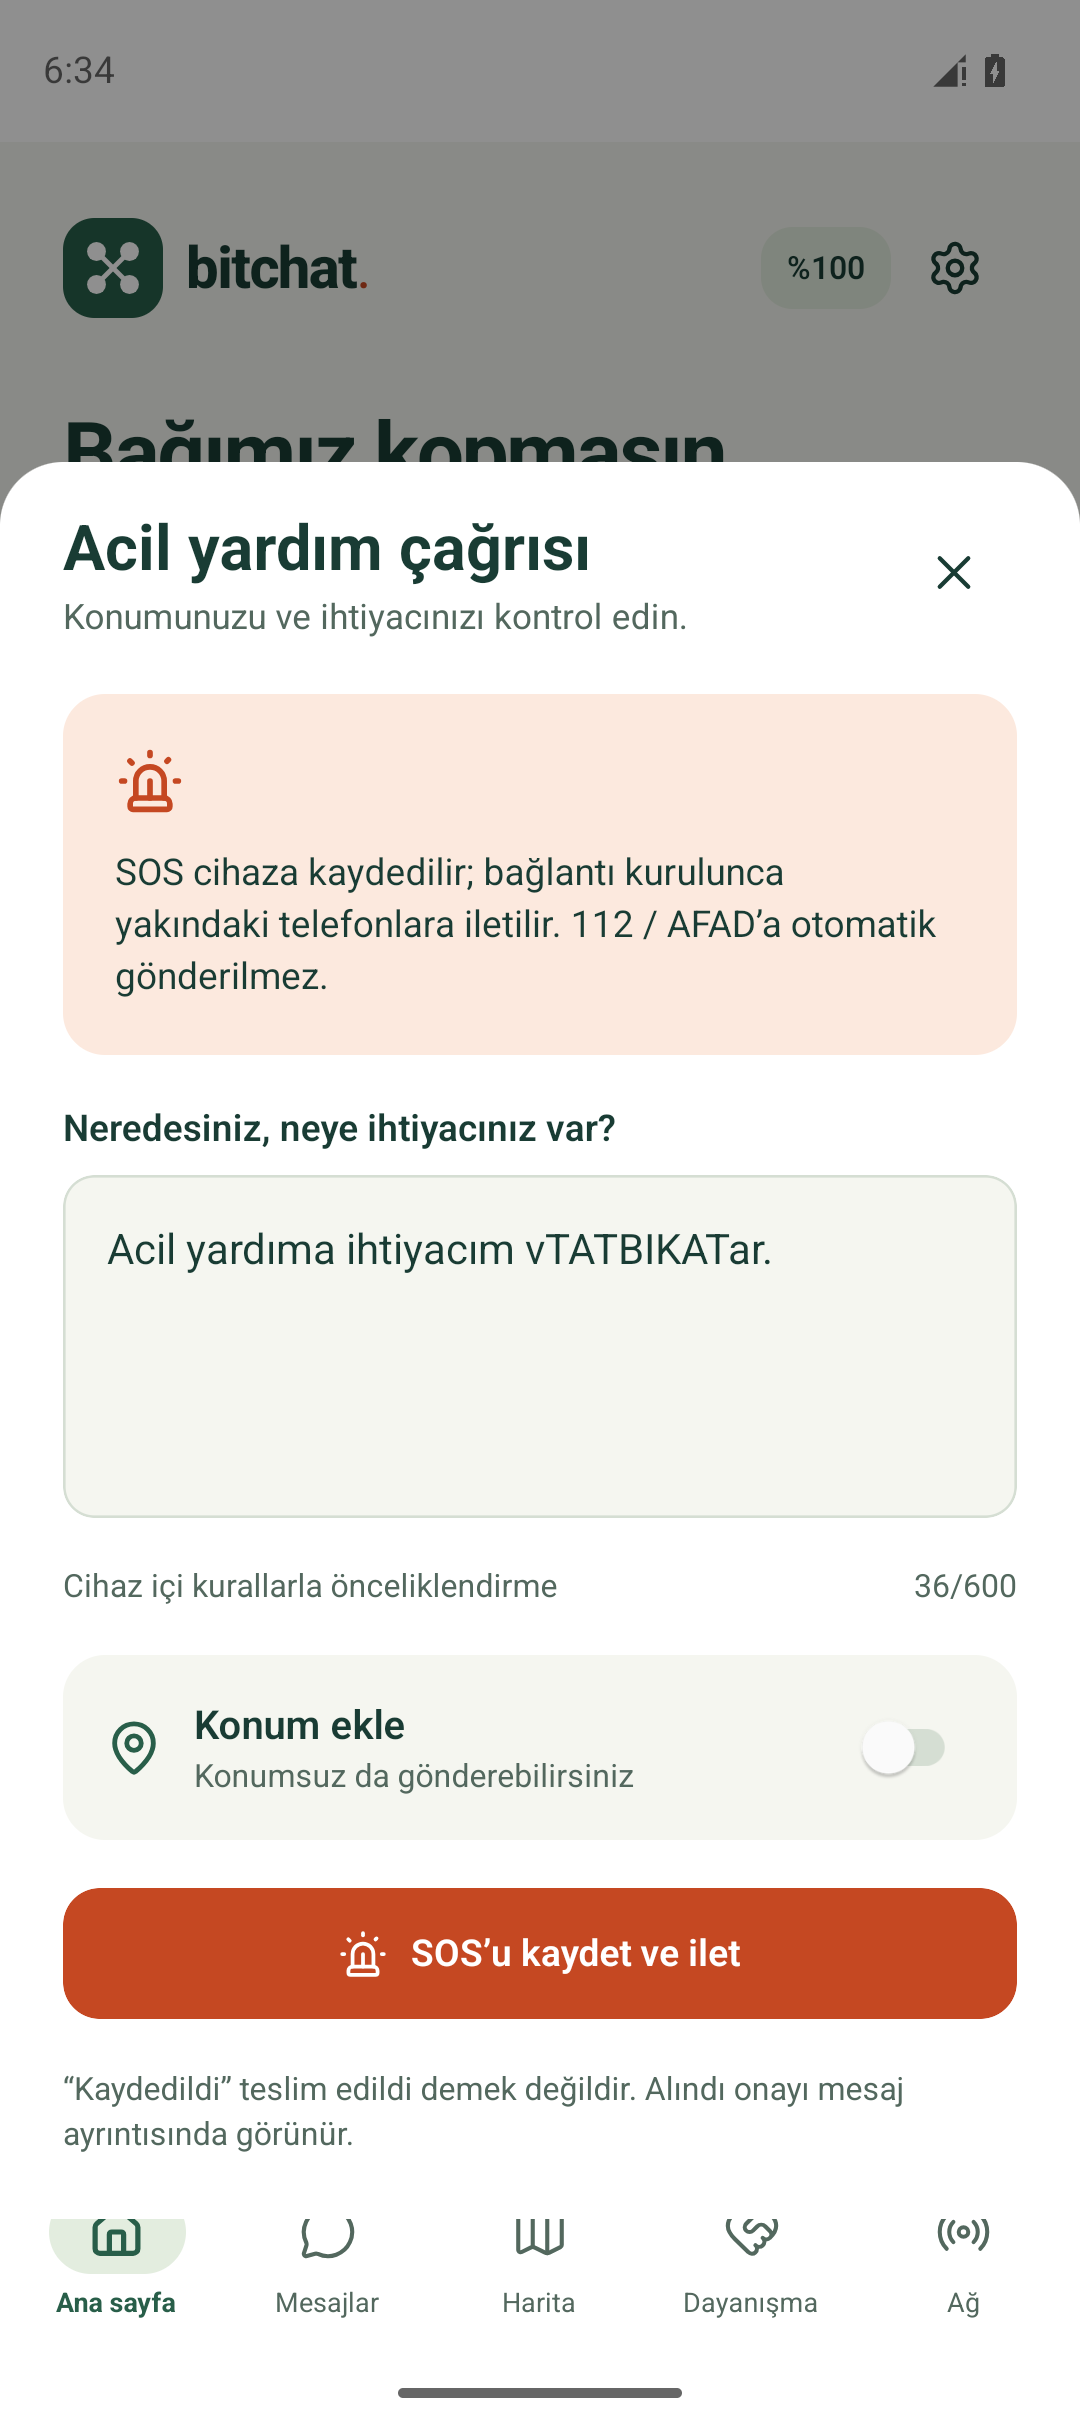 6:34
bitchat.
%100
Bağımız kopmasın
Acil yardım çağrısı
Konumunuzu ve ihtiyacınızı kontrol edin.
SOS cihaza kaydedilir; bağlantı kurulunca
yakındaki telefonlara iletilir. 112 / AFAD’a otomatik
gönderilmez.
Neredesiniz, neye ihtiyacınız var?
Acil yardıma ihtiyacım vTATBIKATar.
Cihaz içi kurallarla önceliklendirme
36/600
Konum ekle
Konumsuz da gönderebilirsiniz
SOS’u kaydet ve ilet
“Kaydedildi” teslim edildi demek değildir. Alındı onayı mesaj
ayrıntısında görünür.
Ana sayfa
Mesajlar
Harita
Dayanışma
Ağ